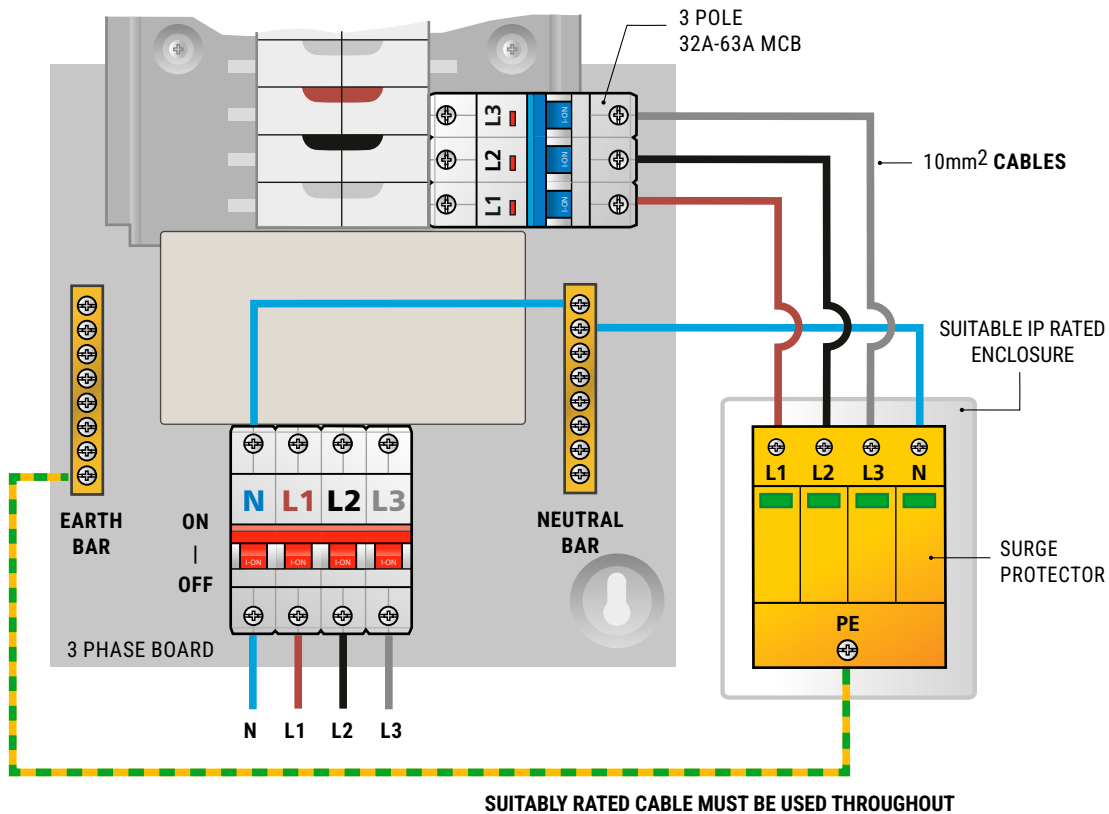 3 POLE
32A-63A MCB
L3
I-ON
L2
I-ON
L1
I-ON
10mm2 CABLES
SUITABLE IP RATED
ENCLOSURE
L1 L2 L3 N
N L1 L2 L3
EARTH
BAR
ON
|
OFF
I-ON I-ON I-ON I-ON
NEUTRAL
BAR
SURGE
PROTECTOR
PE
3 PHASE BOARD
N L1 L2 L3
SUITABLY RATED CABLE MUST BE USED THROUGHOUT